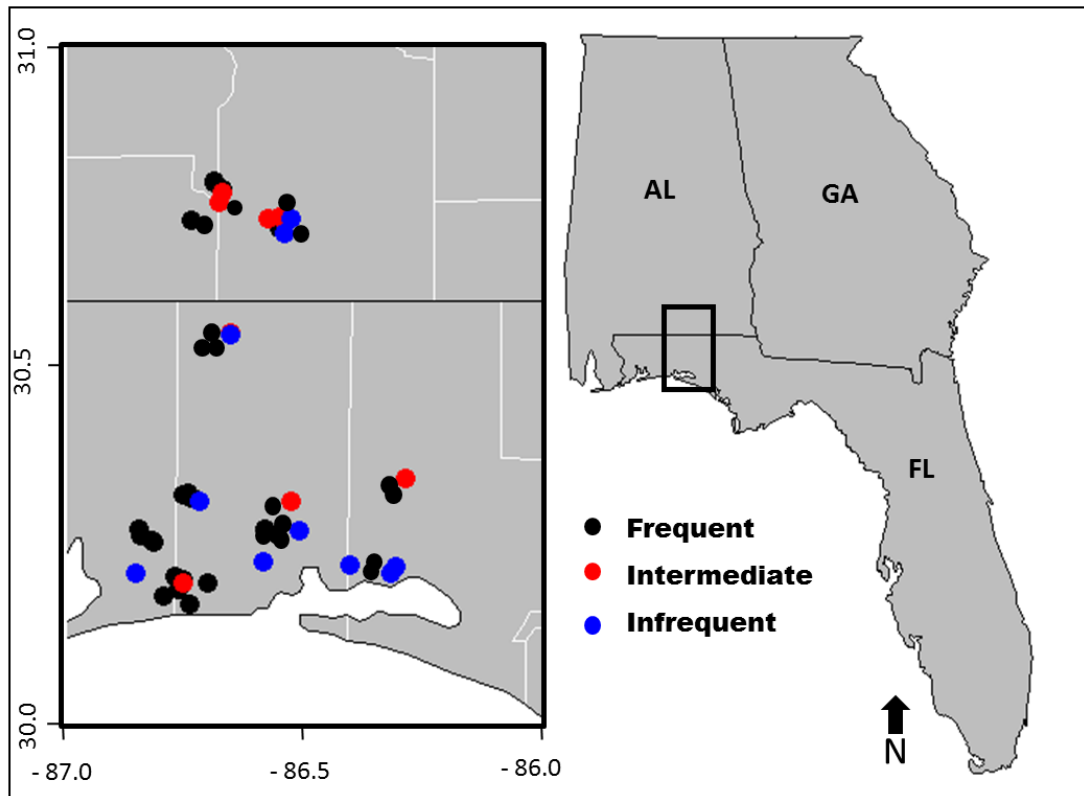 31.0
30.5
30.0
- 87.0
- 86.5
- 86.0
AL
GA
FL
Frequent
Intermediate
Infrequent
N